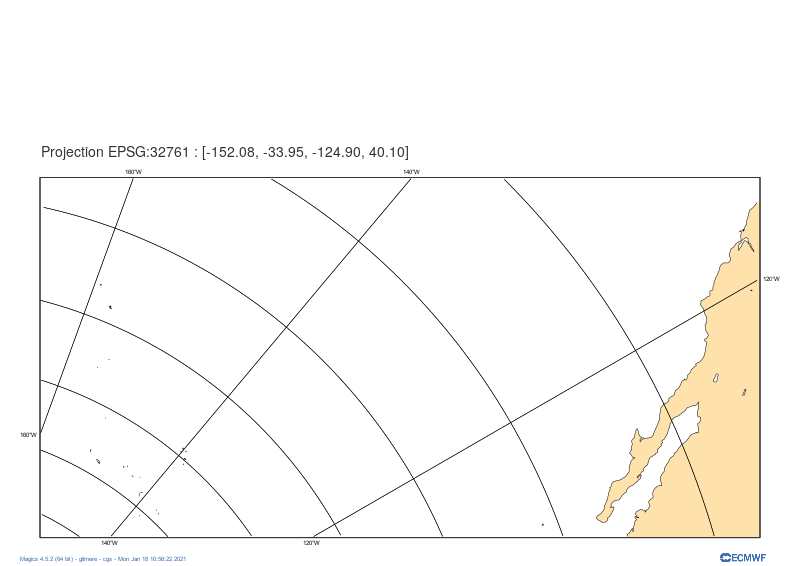 Projection EPSG:32761 : [-152.08, -33.95, -124.90, 40.10]
160°W
140°W
120°W
160°W
140°W
120°W
Magics 4.5.2 (64 bit) - gilmere - cgs - Mon Jan 18 10:56:22 2021
ECMWF